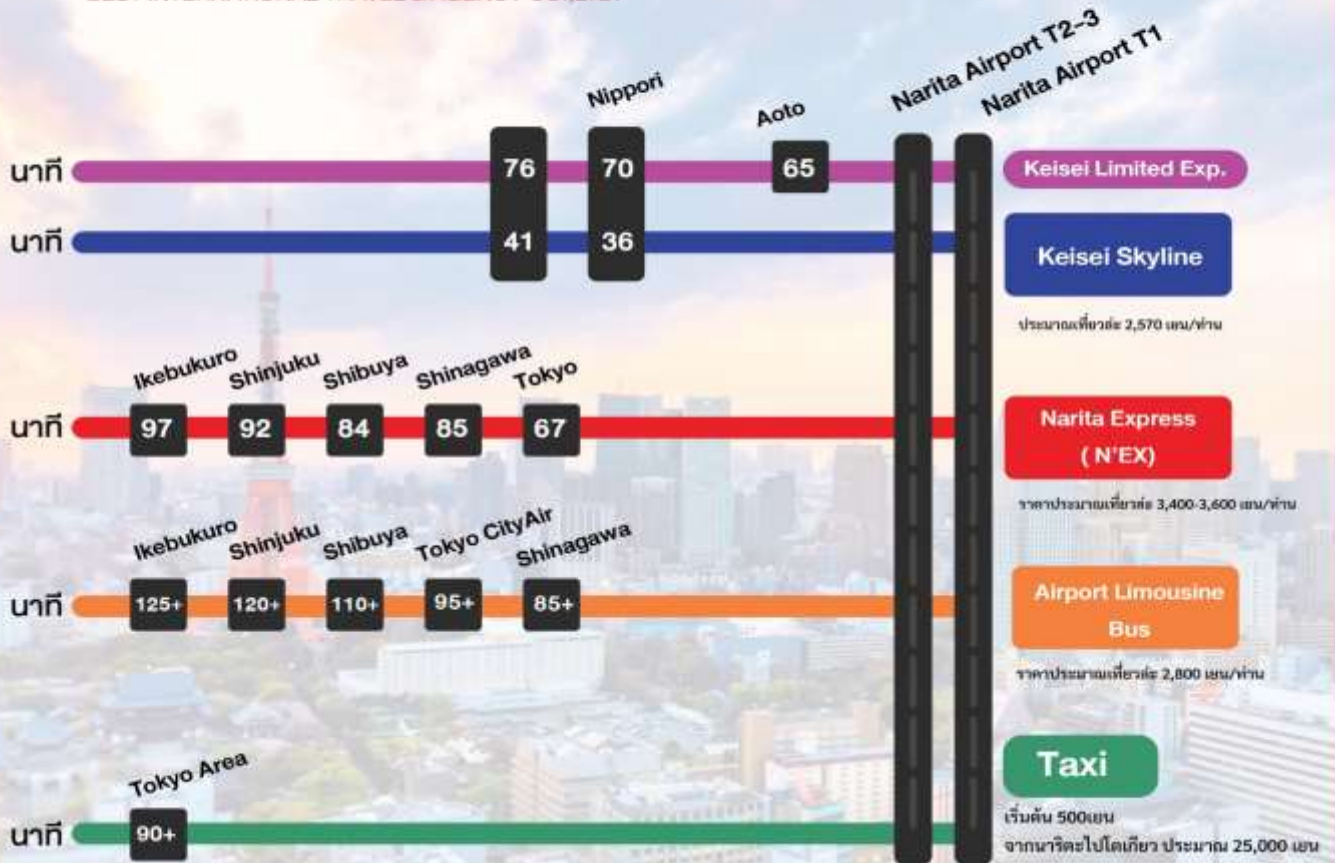 Narita Airport T2-3
Narita Airport T1
Nippori
Aoto
นาที
76
70
65
Keisei Limited Exp.
นาที
41
36
Keisei Skyline
ประมาณเที่ยวล่ะ 2,570 เยน/ท่าน
Ikebukuro
Shinjuku
Shibuya
Shinagawa
Tokyo
นาที
97
92
84
85
67
Narita Express
( N'EX)
ราคาประมาณเที่ยวล่ะ 3,400-3,600 เยน/ท่าน
Ikebukuro
Shinjuku
Shibuya
Tokyo CityAir
Shinagawa
นาที
125+
120+
110+
95+
85+
Airport Limousine
Bus
ราคาประมาณเที่ยวล่ะ 2,800 เยน/ท่าน
Tokyo Area
นาที
90+
Taxi
เริ่มต้น 500เยน
จากนาริตะไปโตเกียว ประมาณ 25,000 เยน